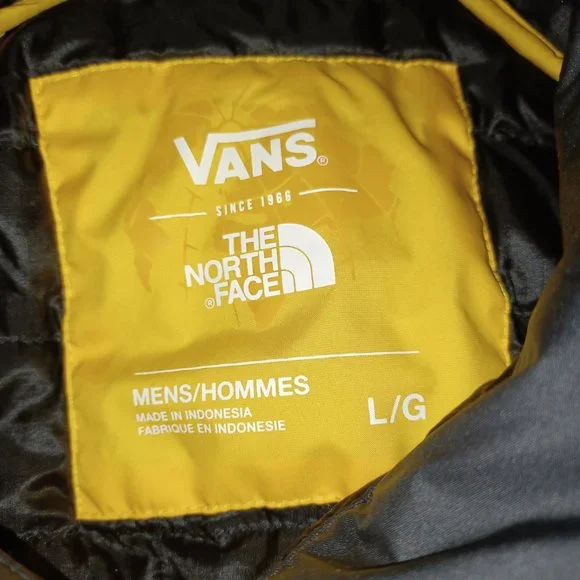 VANS®
SINCE 1966
THE
NORTH
®FACE
MENS/HOMMES
MADE IN INDONESIA
FABRIQUE EN INDONESIE
L/G